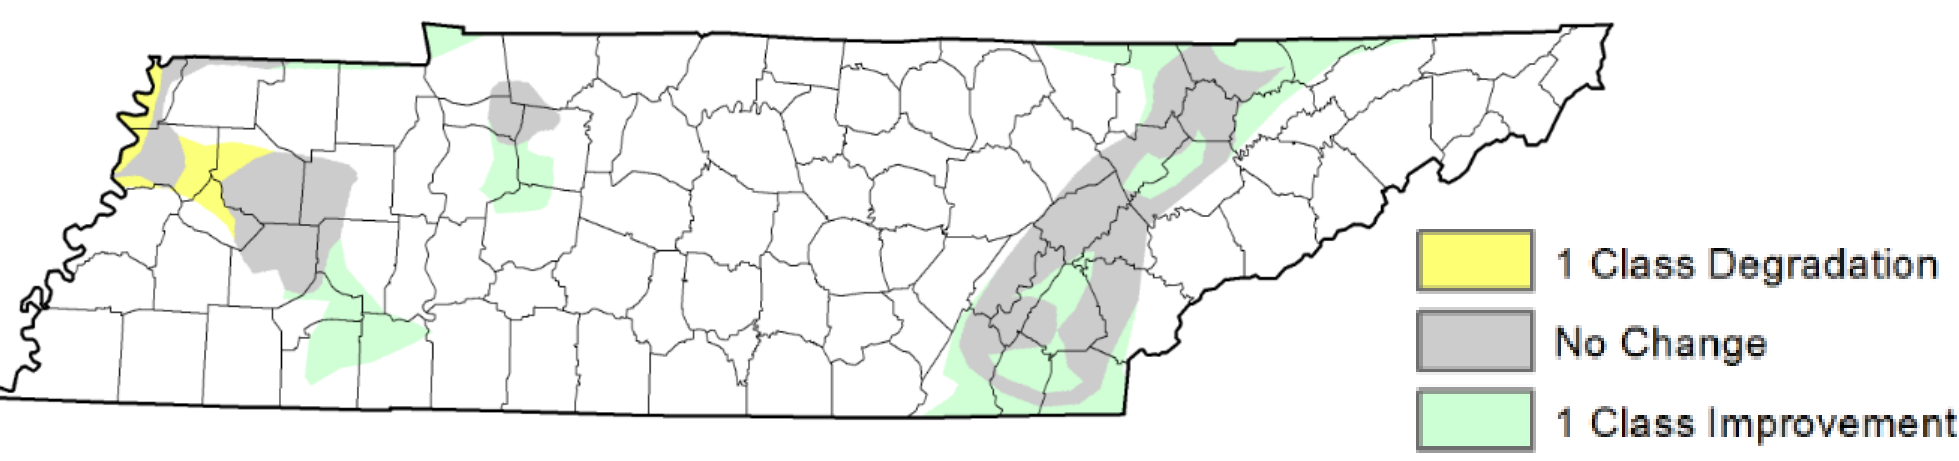 1 Class Degradation
No Change
1 Class Improvement